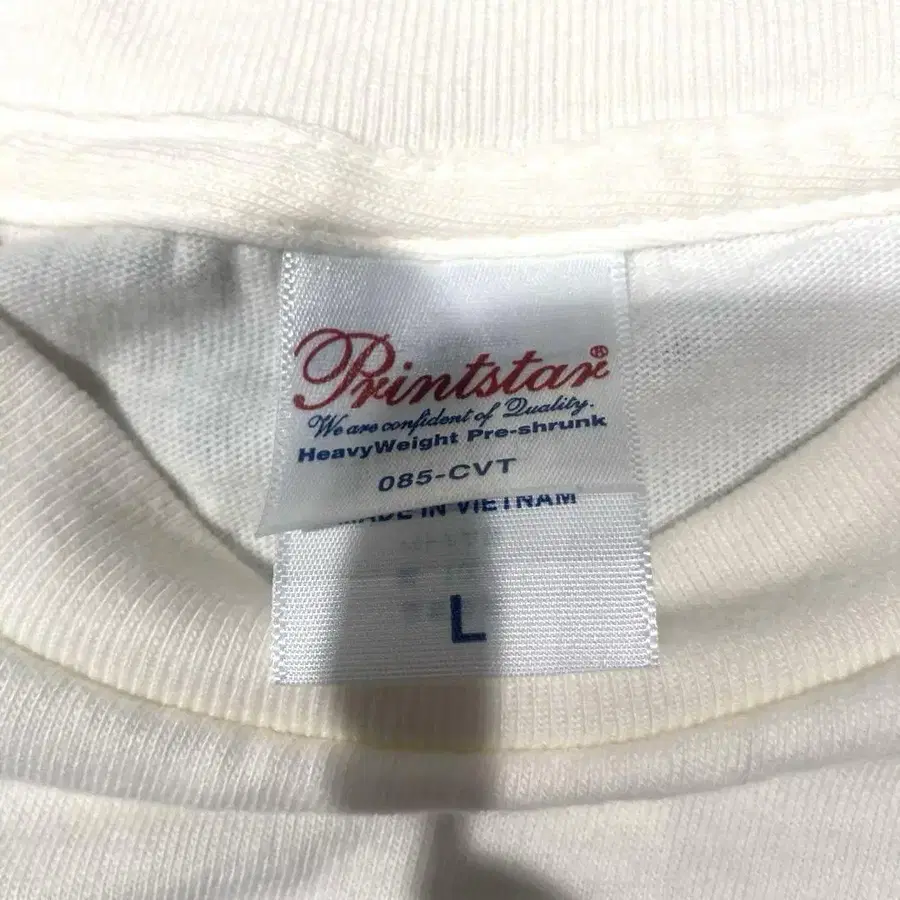 Printstar®
We are confident of Quality.
HeavyWeight Pre-shrunk
085-CVT
MADE IN VIETNAM
L